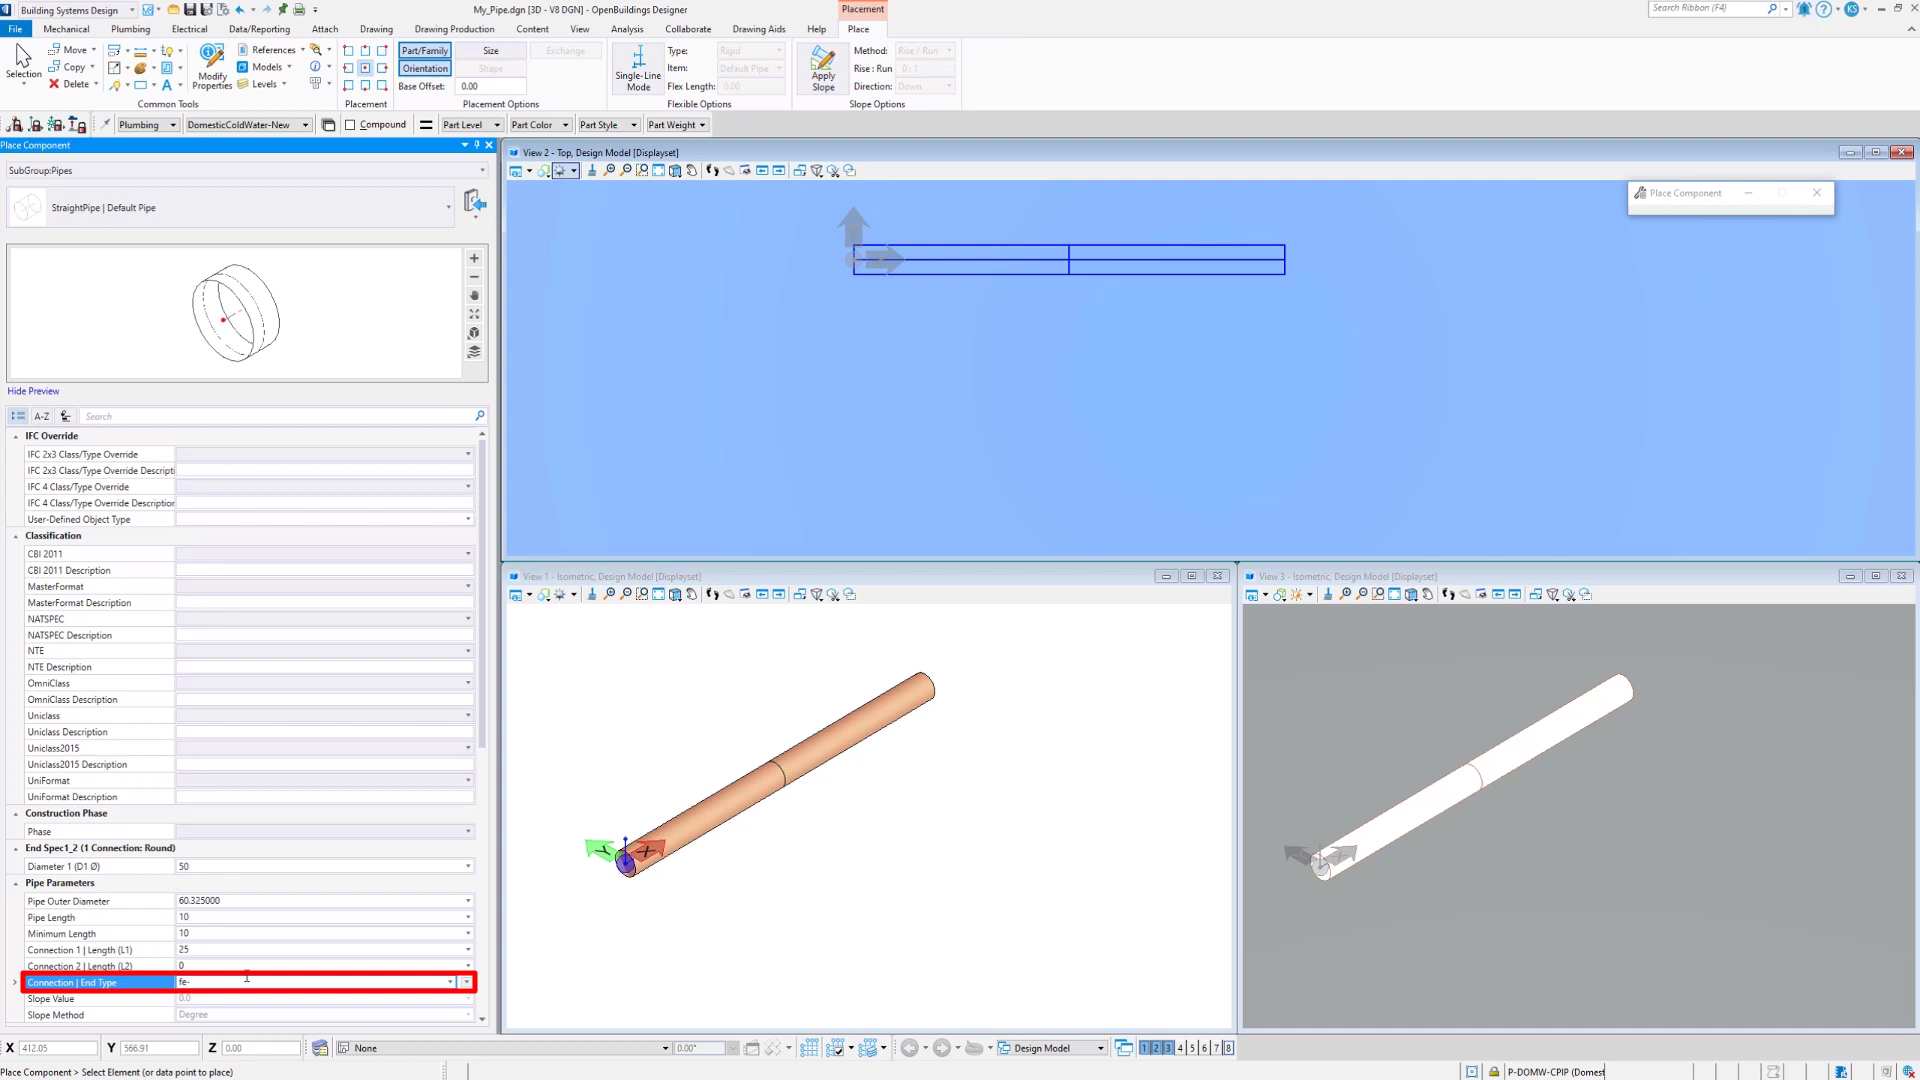 Building Systems Design
My_Pipe.dgn [3D - V8 DGN] - OpenBuildings Designer
Placement
Search Ribbon (F4)
KS
File
Mechanical
Plumbing
Electrical
Data/Reporting
Attach
Drawing
Drawing Production
Content
View
Analysis
Collaborate
Drawing Aids
Help
Place
Selection
Move
Copy
Delete
Modify Properties
References
Models
Levels
Common Tools
Placement
Part/Family
Orientation
Base Offset: 0.00
Size
Shape
Exchange
Placement Options
Single-Line Mode
Type: Rigid
Item: Default Pipe
Flex Length: 0.00
Flexible Options
Apply Slope
Method: Rise / Run
Rise : Run 0 : 1
Direction: Down
Slope Options
Plumbing
DomesticColdWater-New
Compound
Part Level
Part Color
Part Style
Part Weight
Place Component
SubGroup:Pipes
StraightPipe | Default Pipe
Hide Preview
A-Z
Search
IFC Override
IFC 2x3 Class/Type Override
IFC 2x3 Class/Type Override Descripti
IFC 4 Class/Type Override
IFC 4 Class/Type Override Description
User-Defined Object Type
Classification
CBI 2011
CBI 2011 Description
MasterFormat
MasterFormat Description
NATSPEC
NATSPEC Description
NTE
NTE Description
OmniClass
OmniClass Description
Uniclass
Uniclass Description
Uniclass2015
Uniclass2015 Description
UniFormat
UniFormat Description
Construction Phase
Phase
End Spec1_2 (1 Connection: Round)
Diameter 1 (D1 Ø) 50
Pipe Parameters
Pipe Outer Diameter 60.325000
Pipe Length 10
Minimum Length 10
Connection 1 | Length (L1) 25
Connection 2 | Length (L2) 0
Connection | End Type fe-
Slope Value 0.0
Slope Method Degree
View 2 - Top, Design Model [Displayset]
Place Component
View 1 - Isometric, Design Model [Displayset]
Y X
View 3 - Isometric, Design Model [Displayset]
X 412.05 Y 566.91 Z 0.00
None
0.00°
Design Model
1 2 3 4 5 6 7 8
Place Component > Select Element (or data point to place)
P-DOMW-CPIP (Domest